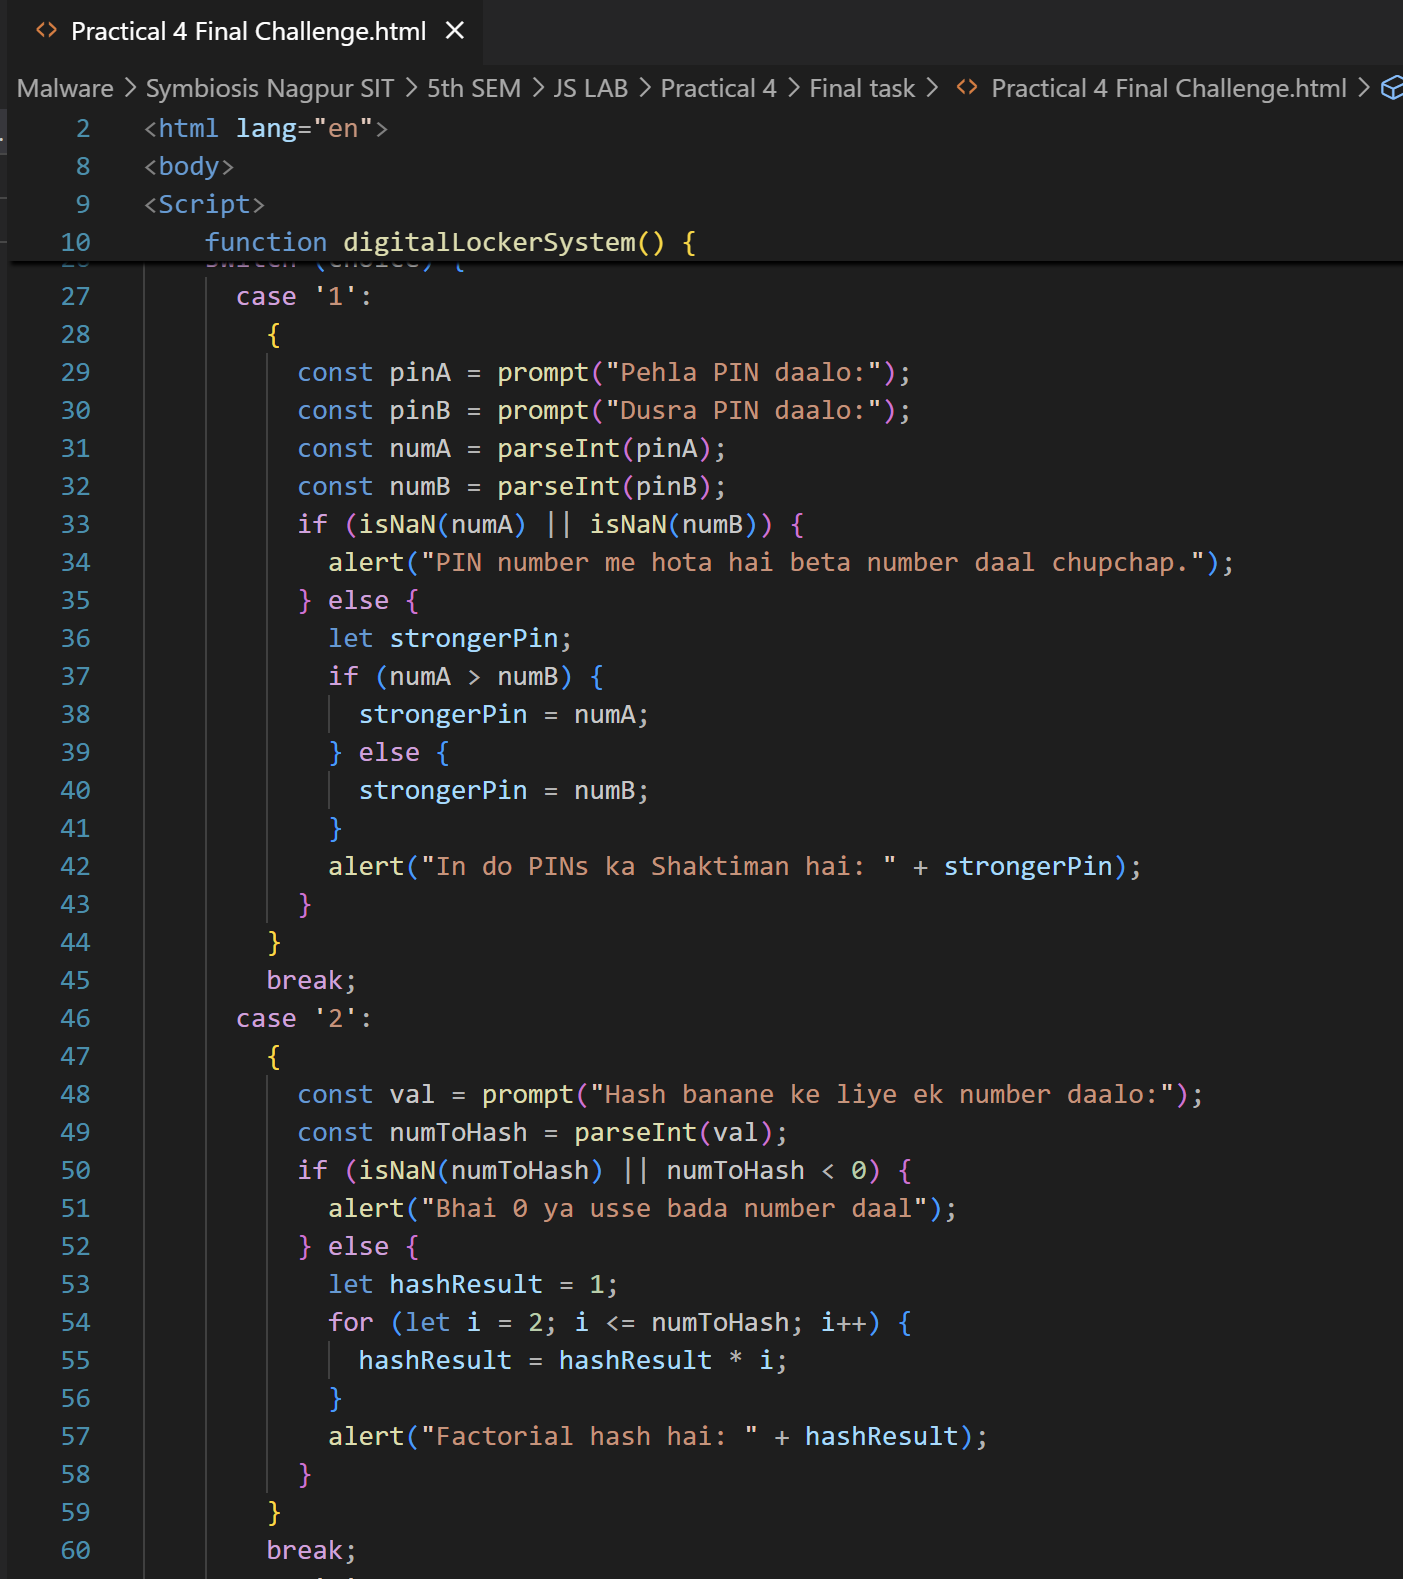 Practical 4 Final Challenge.html
Malware > Symbiosis Nagpur SIT > 5th SEM > JS LAB > Practical 4 > Final task > Practical 4 Final Challenge.html >
2 <html lang="en">
8 <body>
9 <Script>
10 function digitalLockerSystem() {
26 switch (choice) {
27 case '1':
28 {
29 const pinA = prompt("Pehla PIN daalo:");
30 const pinB = prompt("Dusra PIN daalo:");
31 const numA = parseInt(pinA);
32 const numB = parseInt(pinB);
33 if (isNaN(numA) || isNaN(numB)) {
34 alert("PIN number me hota hai beta number daal chupchap.");
35 } else {
36 let strongerPin;
37 if (numA > numB) {
38 strongerPin = numA;
39 } else {
40 strongerPin = numB;
41 }
42 alert("In do PINs ka Shaktiman hai: " + strongerPin);
43 }
44 }
45 break;
46 case '2':
47 {
48 const val = prompt("Hash banane ke liye ek number daalo:");
49 const numToHash = parseInt(val);
50 if (isNaN(numToHash) || numToHash < 0) {
51 alert("Bhai 0 ya usse bada number daal");
52 } else {
53 let hashResult = 1;
54 for (let i = 2; i <= numToHash; i++) {
55 hashResult = hashResult * i;
56 }
57 alert("Factorial hash hai: " + hashResult);
58 }
59 }
60 break;